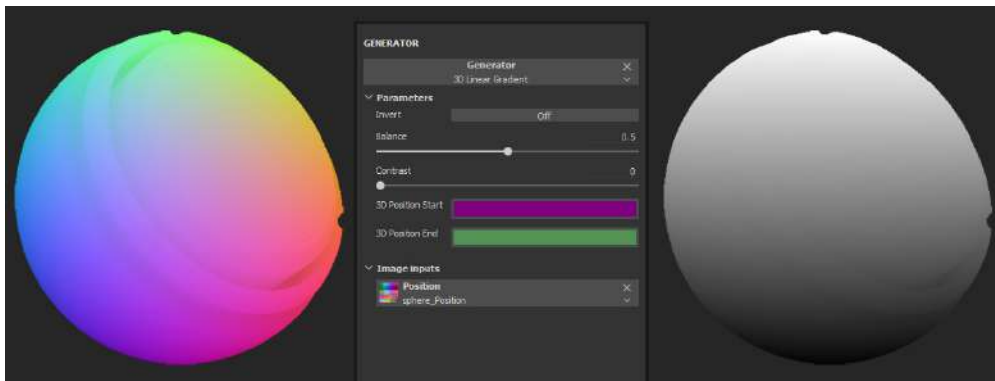 GENERATOR
Generator
3D Linear Gradient
Parameters
Invert Off
Balance 0.5
Contrast 0
3D Position Start
3D Position End
Image inputs
Position
sphere_Position